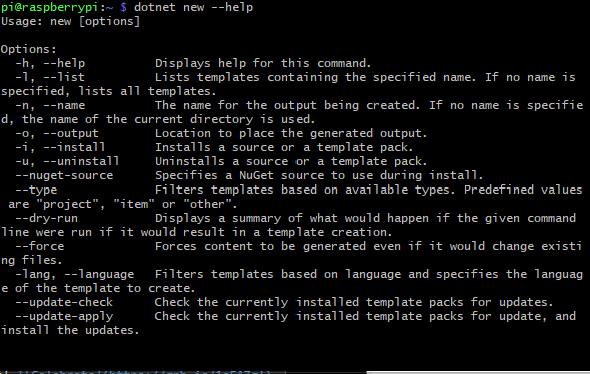 pi@raspberrypi:~ $ dotnet new --help
Usage: new [options]
Options:
-h, --help Displays help for this command.
-l, --list Lists templates containing the specified name. If no name is
specified, lists all templates.
-n, --name The name for the output being created. If no name is specifie
d, the name of the current directory is used.
-o, --output Location to place the generated output.
-i, --install Installs a source or a template pack.
-u, --uninstall Uninstalls a source or a template pack.
--nuget-source Specifies a NuGet source to use during install.
--type Filters templates based on available types. Predefined values
are "project", "item" or "other".
--dry-run Displays a summary of what would happen if the given command
line were run if it would result in a template creation.
--force Forces content to be generated even if it would change existi
ng files.
-lang, --language Filters templates based on language and specifies the languag
e of the template to create.
--update-check Check the currently installed template packs for updates.
--update-apply Check the currently installed template packs for update, and
install the updates.